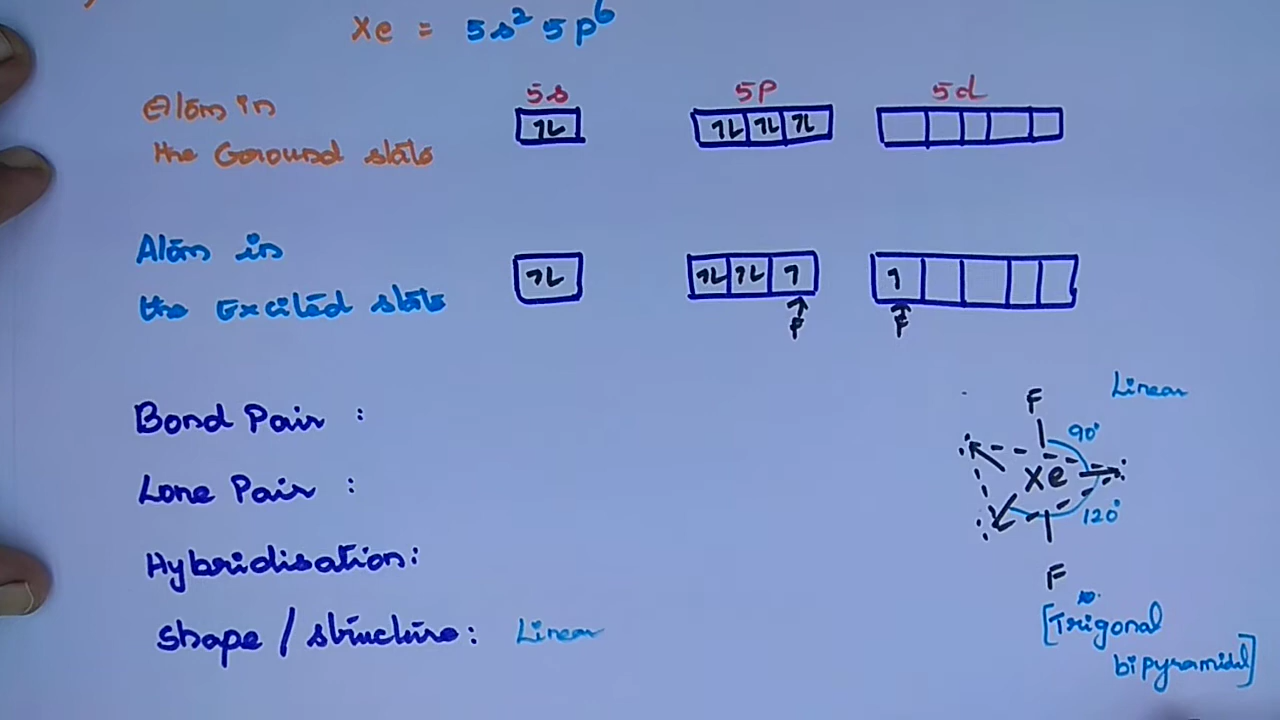 Xe = 5s² 5p⁶
5s 5p 5d
Atom in
the Ground state
Atom in
the Excited state
F F
Bond Pair :
Lone Pair :
Hybridisation:
Shape / structure: Linear
Linear
F
90°
Xe
120°
F
[Trigonal
bipyramidal]